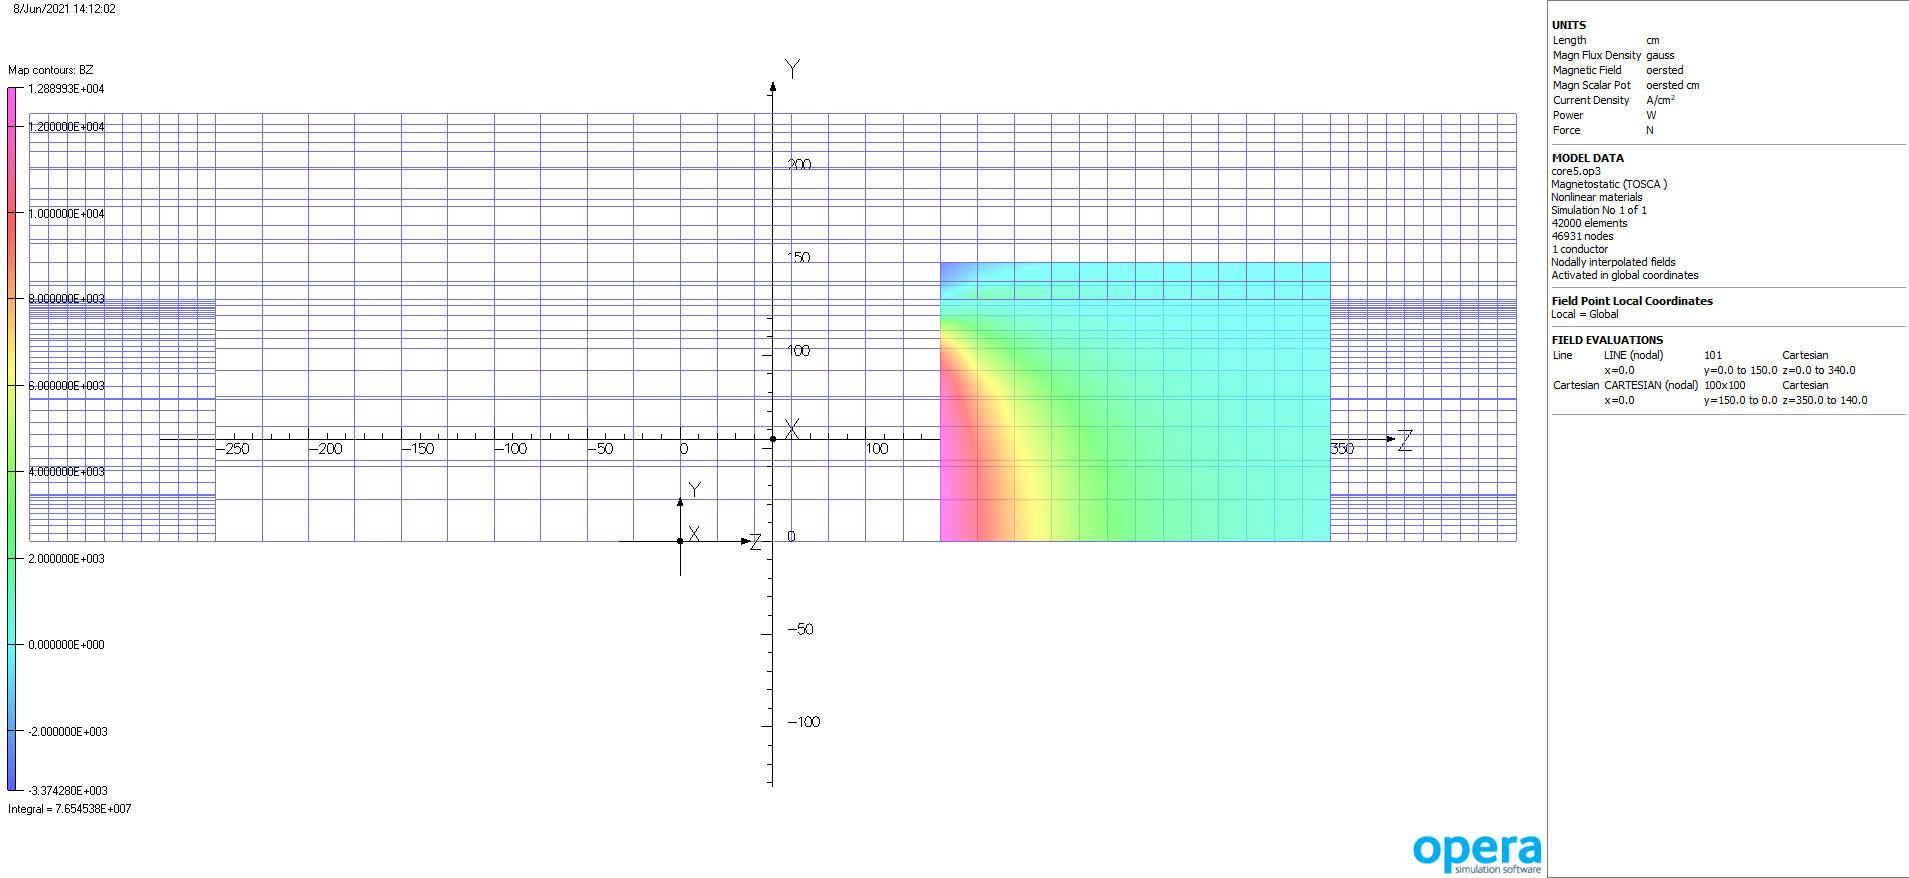 8/Jun/2021 14:12:02
Map contours: BZ
1.288993E+004
1.200000E+004
1.000000E+004
8.000000E+003
6.000000E+003
4.000000E+003
2.000000E+003
0.000000E+000
-2.000000E+003
-3.374280E+003
Integral = 7.654538E+007
Y
200
150
100
X
-250 -200 -150 -100 -50 0 100 350 Z
Y
X Z 0
-50
-100
opera
simulation software
UNITS
Length cm
Magn Flux Density gauss
Magnetic Field oersted
Magn Scalar Pot oersted cm
Current Density A/cm²
Power W
Force N
MODEL DATA
core5.op3
Magnetostatic (TOSCA )
Nonlinear materials
Simulation No 1 of 1
42000 elements
46931 nodes
1 conductor
Nodally interpolated fields
Activated in global coordinates
Field Point Local Coordinates
Local = Global
FIELD EVALUATIONS
Line LINE (nodal) 101 Cartesian
x=0.0 y=0.0 to 150.0 z=0.0 to 340.0
Cartesian CARTESIAN (nodal) 100x100 Cartesian
x=0.0 y=150.0 to 0.0 z=350.0 to 140.0